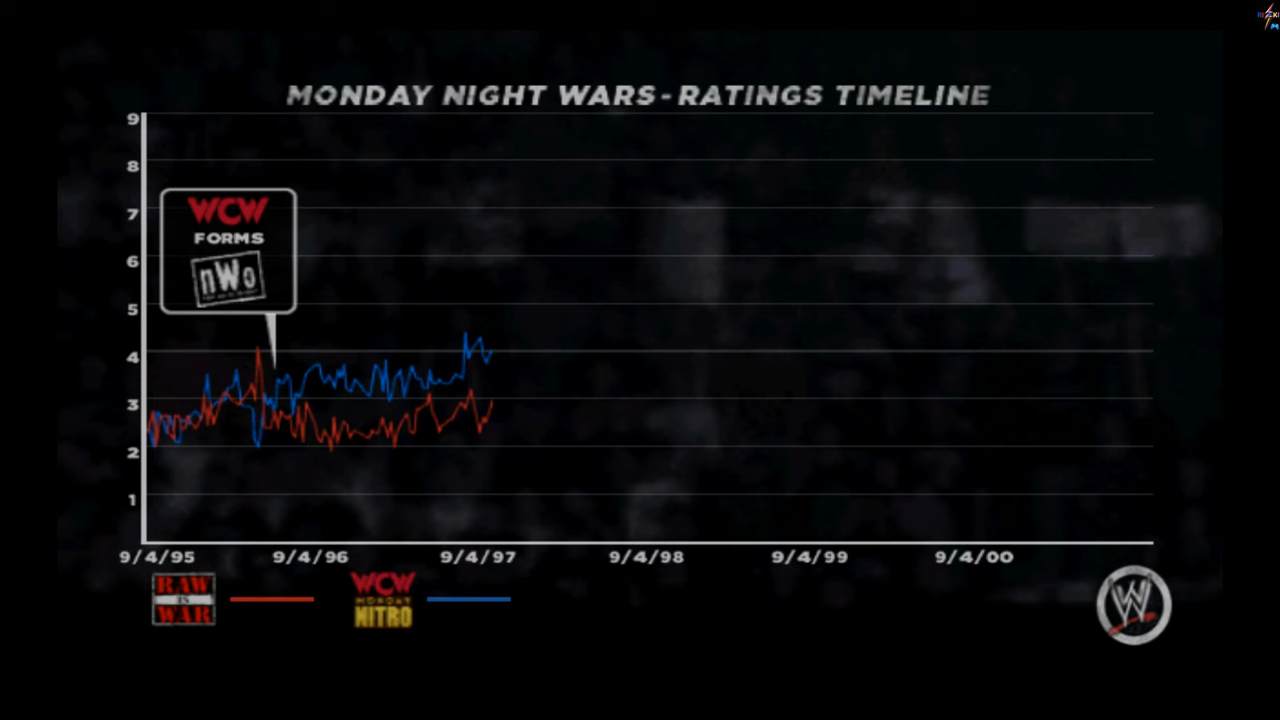 MONDAY NIGHT WARS - RATINGS TIMELINE
9
8
7
6
5
4
3
2
1
WCW
FORMS
nWo
9/4/95
9/4/96
9/4/97
9/4/98
9/4/99
9/4/00
RAW
IS
WAR
WCW
MONDAY
NITRO
W